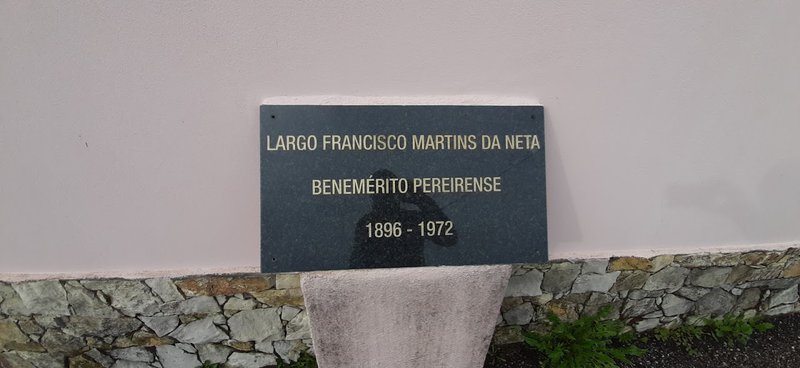 LARGO FRANCISCO MARTINS DA NETA
BENEMÉRITO PEREIRENSE
1896 - 1972